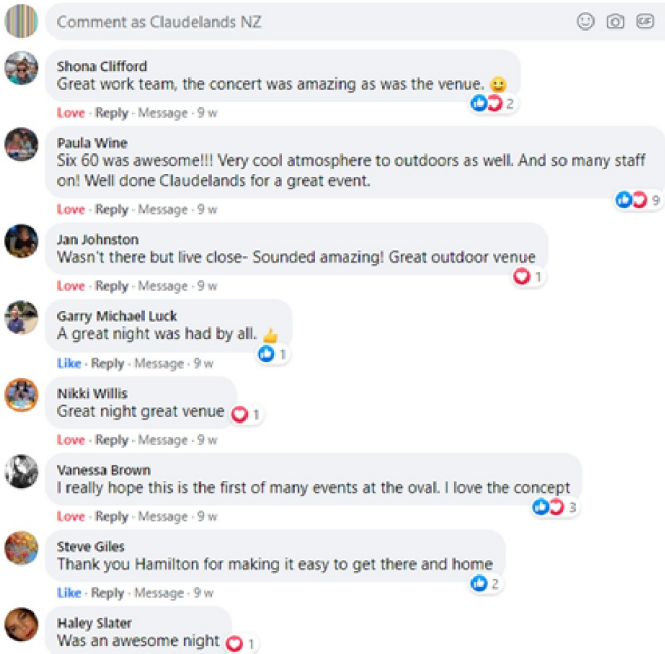 Comment as Claudelands NZ
GIF
Shona Clifford
Great work team, the concert was amazing as was the venue. 🙂
2
Love · Reply · Message · 9 w
Paula Wine
Six 60 was awesome!!! Very cool atmosphere to outdoors as well. And so many staff
on! Well done Claudelands for a great event.
9
Love · Reply · Message · 9 w
Jan Johnston
Wasn't there but live close- Sounded amazing! Great outdoor venue
1
Love · Reply · Message · 9 w
Garry Michael Luck
A great night was had by all. 👍
1
Like · Reply · Message · 9 w
Nikki Willis
Great night great venue
1
Love · Reply · Message · 9 w
Vanessa Brown
I really hope this is the first of many events at the oval. I love the concept
3
Love · Reply · Message · 9 w
Steve Giles
Thank you Hamilton for making it easy to get there and home
2
Like · Reply · Message · 9 w
Haley Slater
Was an awesome night
1